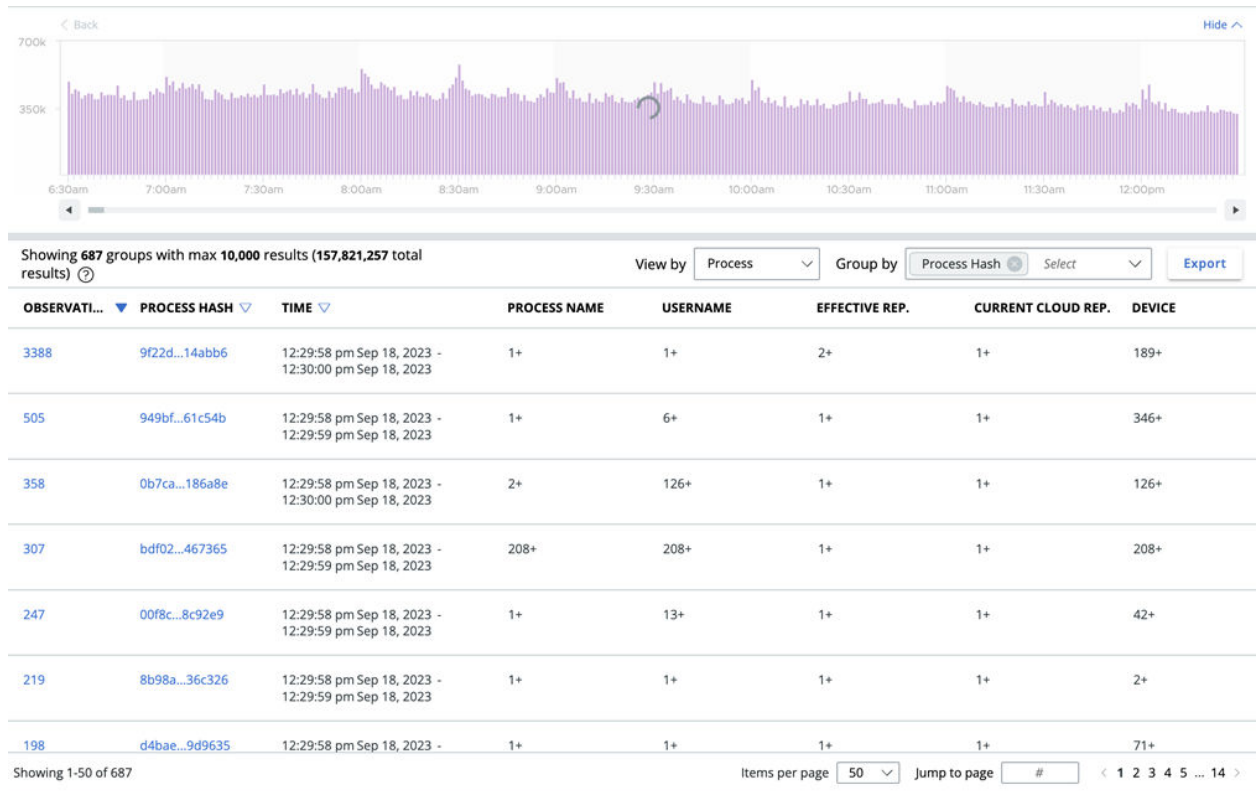 < Back
Hide
700k
350k
6:30am 7:00am 7:30am 8:00am 8:30am 9:00am 9:30am 10:00am 10:30am 11:00am 11:30am 12:00pm
Showing 687 groups with max 10,000 results (157,821,257 total
results) ?
View by Process Group by Process Hash Select Export
OBSERVATI... PROCESS HASH TIME PROCESS NAME USERNAME EFFECTIVE REP. CURRENT CLOUD REP. DEVICE
3388 9f22d...14abb6 12:29:58 pm Sep 18, 2023 - 1+ 1+ 2+ 1+ 189+
12:30:00 pm Sep 18, 2023
505 949bf...61c54b 12:29:58 pm Sep 18, 2023 - 1+ 6+ 1+ 1+ 346+
12:29:59 pm Sep 18, 2023
358 0b7ca...186a8e 12:29:58 pm Sep 18, 2023 - 2+ 126+ 1+ 1+ 126+
12:30:00 pm Sep 18, 2023
307 bdf02...467365 12:29:58 pm Sep 18, 2023 - 208+ 208+ 1+ 1+ 208+
12:29:59 pm Sep 18, 2023
247 00f8c...8c92e9 12:29:58 pm Sep 18, 2023 - 1+ 13+ 1+ 1+ 42+
12:29:59 pm Sep 18, 2023
219 8b98a...36c326 12:29:58 pm Sep 18, 2023 - 1+ 1+ 1+ 1+ 2+
12:29:59 pm Sep 18, 2023
198 d4bae...9d9635 12:29:58 pm Sep 18, 2023 - 1+ 1+ 1+ 1+ 71+
Showing 1-50 of 687 Items per page 50 Jump to page # < 1 2 3 4 5 ... 14 >